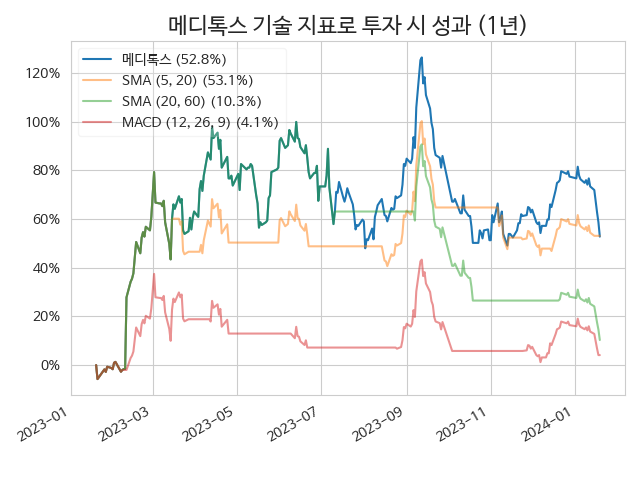 메디톡스 기술 지표로 투자 시 성과 (1년)
메디톡스 (52.8%)
SMA (5, 20) (53.1%)
SMA (20, 60) (10.3%)
MACD (12, 26, 9) (4.1%)
120%
100%
80%
60%
40%
20%
0%
2023-01
2023-03
2023-05
2023-07
2023-09
2023-11
2024-01